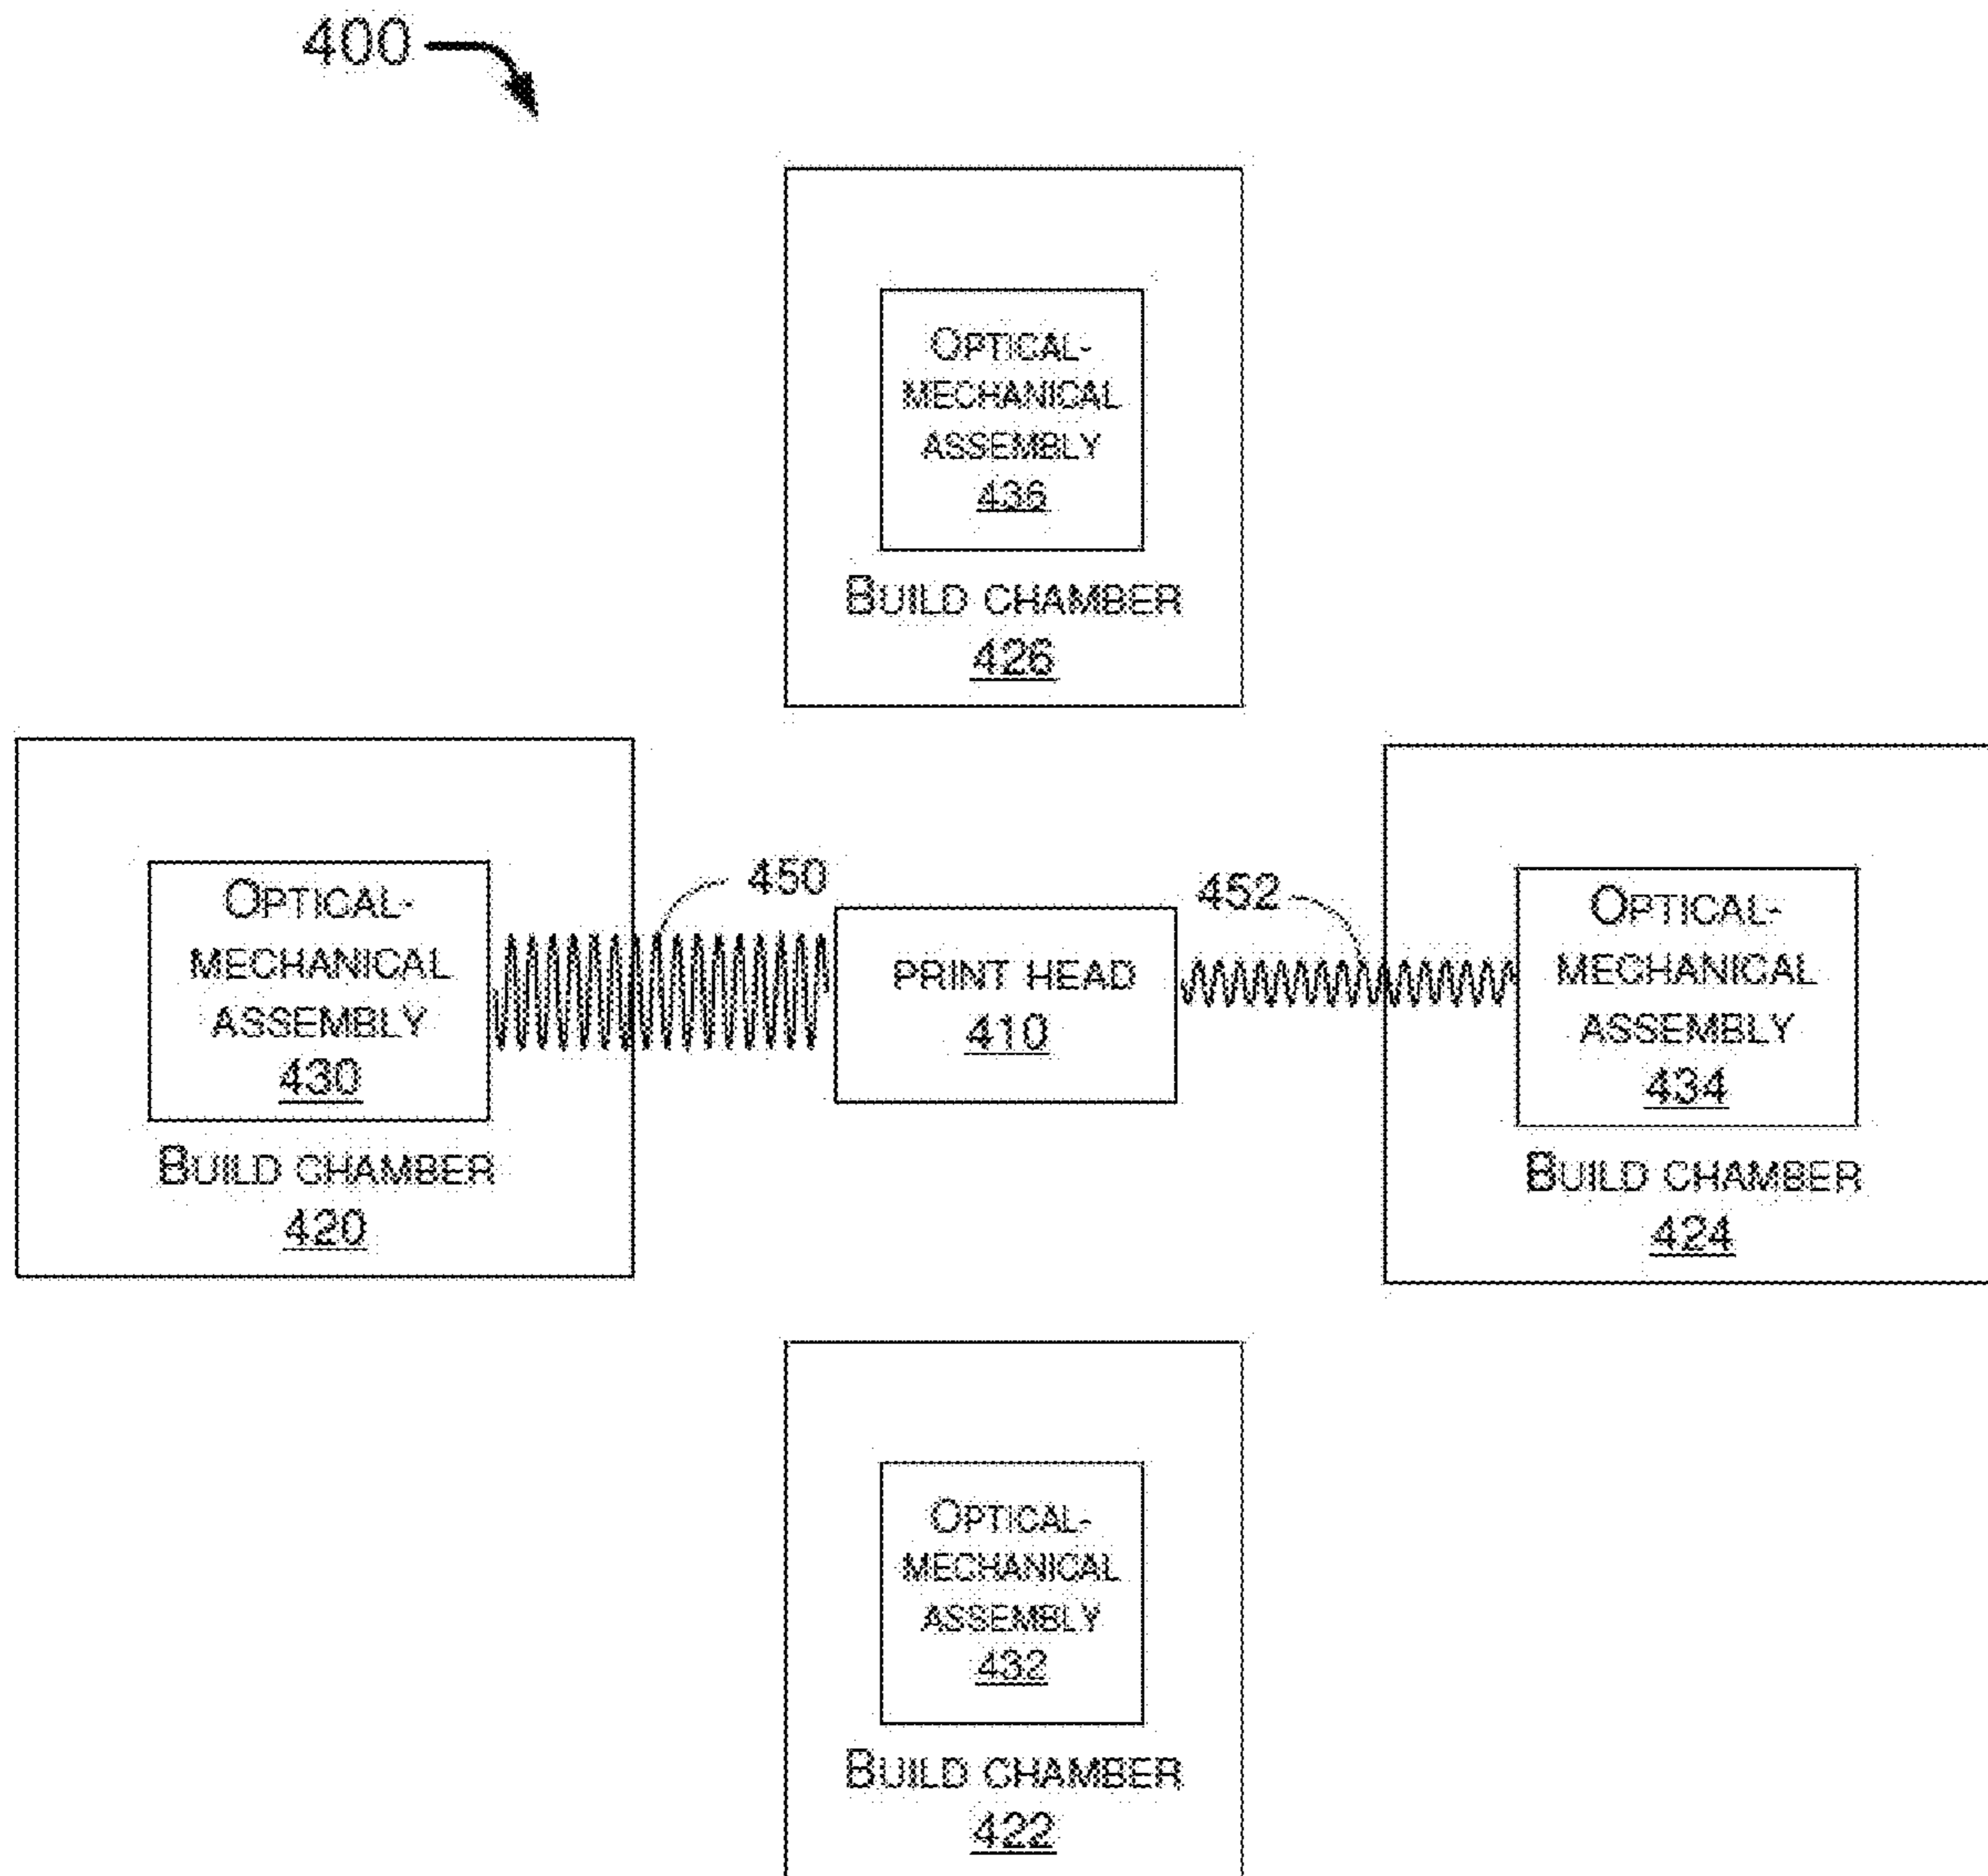 400
OPTICAL-
MECHANICAL
ASSEMBLY
436
BUILD CHAMBER
426
OPTICAL-
MECHANICAL
ASSEMBLY
430
BUILD CHAMBER
420
450
PRINT HEAD
410
452
OPTICAL-
MECHANICAL
ASSEMBLY
434
BUILD CHAMBER
424
OPTICAL-
MECHANICAL
ASSEMBLY
432
BUILD CHAMBER
422